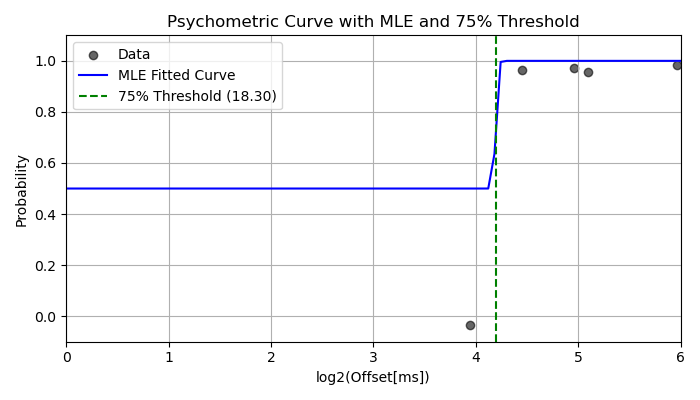 Psychometric Curve with MLE and 75% Threshold
Data
MLE Fitted Curve
75% Threshold (18.30)
Probability
1.0
0.8
0.6
0.4
0.2
0.0
0 1 2 3 4 5 6
log2(Offset[ms])